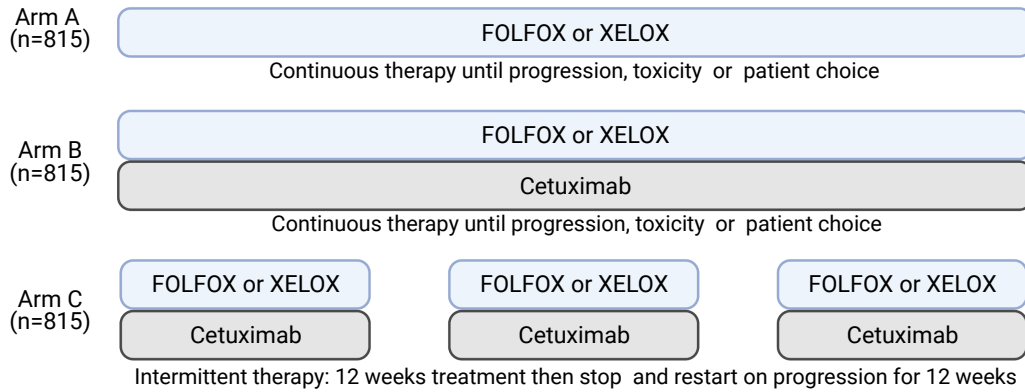 Arm A
(n=815)
FOLFOX or XELOX
Continuous therapy until progression, toxicity or patient choice
Arm B
(n=815)
FOLFOX or XELOX
Cetuximab
Continuous therapy until progression, toxicity or patient choice
Arm C
(n=815)
FOLFOX or XELOX FOLFOX or XELOX FOLFOX or XELOX
Cetuximab Cetuximab Cetuximab
Intermittent therapy: 12 weeks treatment then stop and restart on progression for 12 weeks